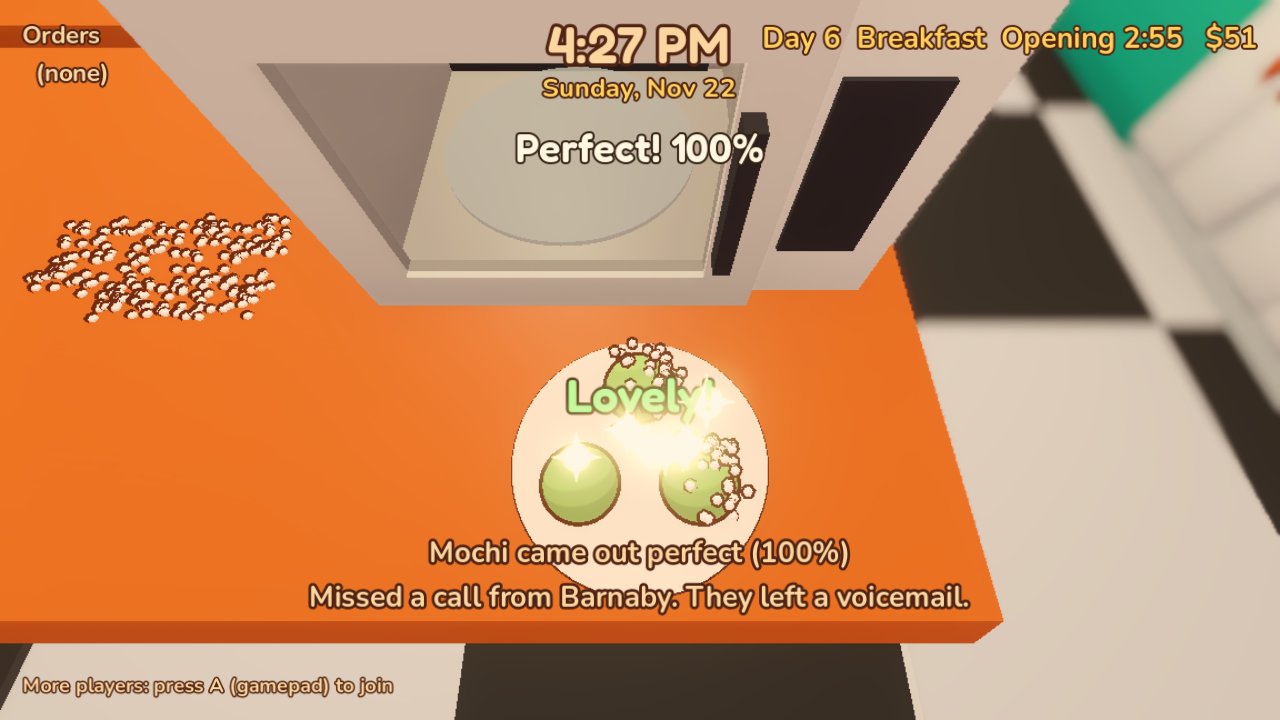 Orders
(none)
4:27 PM
Sunday, Nov 22
Day 6 Breakfast Opening 2:55 $51
Perfect! 100%
Lovely!
Mochi came out perfect (100%)
Missed a call from Barnaby. They left a voicemail.
More players: press A (gamepad) to join